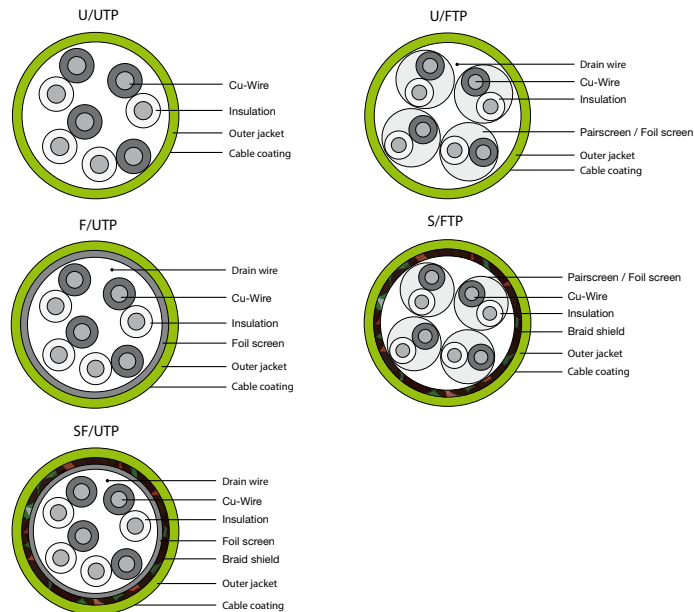 U/UTP
Cu-Wire
Insulation
Outer jacket
Cable coating
U/FTP
Drain wire
Cu-Wire
Insulation
Pairscreen / Foil screen
Outer jacket
Cable coating
F/UTP
Drain wire
Cu-Wire
Insulation
Foil screen
Outer jacket
Cable coating
S/FTP
Pairscreen / Foil screen
Cu-Wire
Insulation
Braid shield
Outer jacket
Cable coating
SF/UTP
Drain wire
Cu-Wire
Insulation
Foil screen
Braid shield
Outer jacket
Cable coating